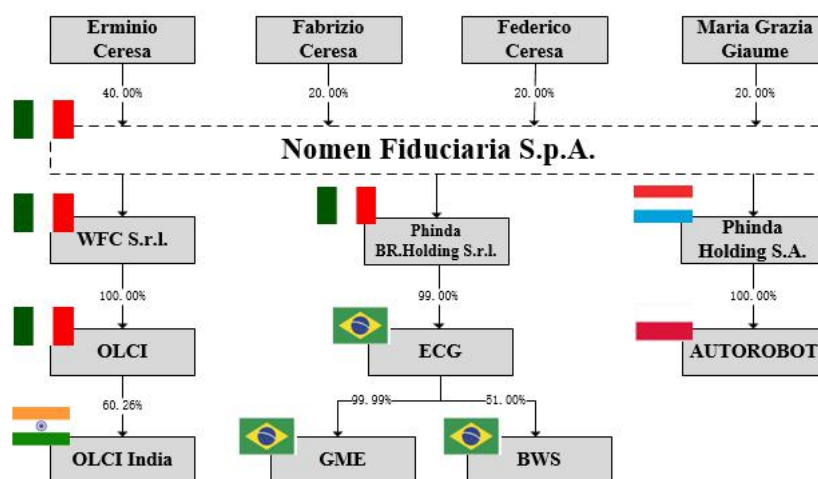 Erminio
Ceresa
Fabrizio
Ceresa
Federico
Ceresa
Maria Grazia
Giaume
40.00%
20.00%
20.00%
20.00%
Nomen Fiduciaria S.p.A.
WFC S.r.l.
Phinda
BR.Holding S.r.l.
Phinda
Holding S.A.
100.00%
99.00%
100.00%
OLCI
ECG
AUTOROBOT
60.26%
99.99%
51.00%
OLCI India
GME
BWS